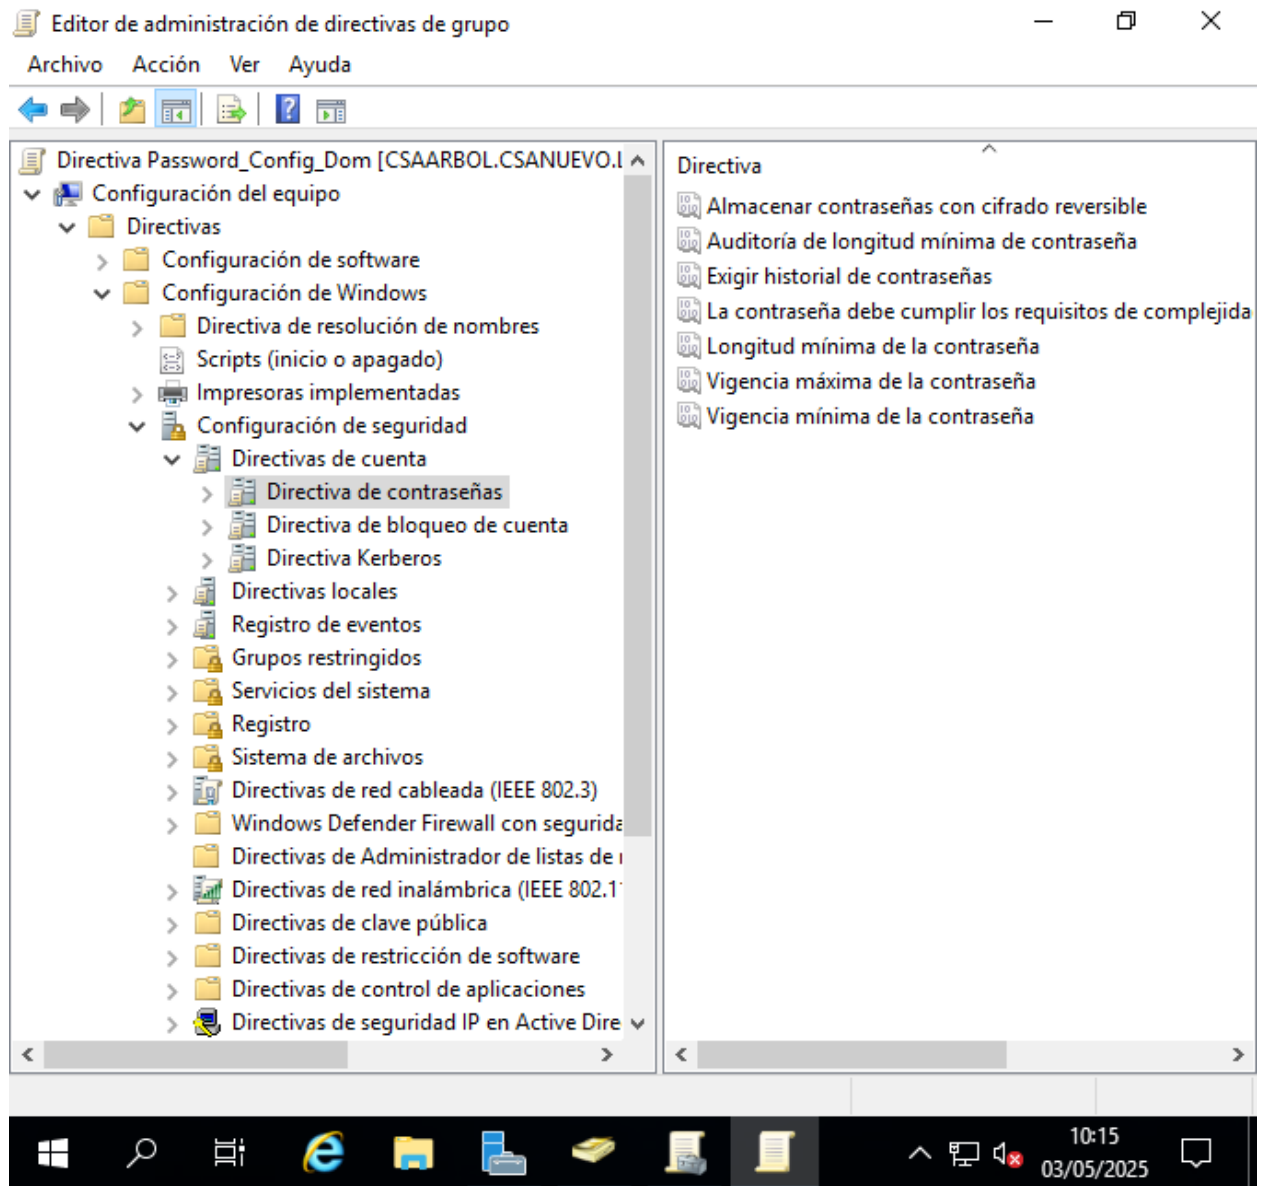 Editor de administración de directivas de grupo
Archivo Acción Ver Ayuda
Directiva Password_Config_Dom [CSAARBOL.CSANUEVO.L
Configuración del equipo
Directivas
Configuración de software
Configuración de Windows
Directiva de resolución de nombres
Scripts (inicio o apagado)
Impresoras implementadas
Configuración de seguridad
Directivas de cuenta
Directiva de contraseñas
Directiva de bloqueo de cuenta
Directiva Kerberos
Directivas locales
Registro de eventos
Grupos restringidos
Servicios del sistema
Registro
Sistema de archivos
Directivas de red cableada (IEEE 802.3)
Windows Defender Firewall con segurida
Directivas de Administrador de listas de
Directivas de red inalámbrica (IEEE 802.1
Directivas de clave pública
Directivas de restricción de software
Directivas de control de aplicaciones
Directivas de seguridad IP en Active Dire
Directiva
Almacenar contraseñas con cifrado reversible
Auditoría de longitud mínima de contraseña
Exigir historial de contraseñas
La contraseña debe cumplir los requisitos de complejida
Longitud mínima de la contraseña
Vigencia máxima de la contraseña
Vigencia mínima de la contraseña
10:15
03/05/2025